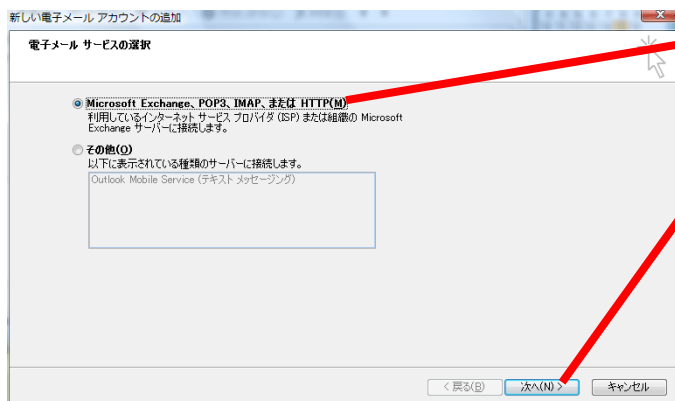 新しい電子メール アカウントの追加
電子メール サービスの選択
Microsoft Exchange、POP3、IMAP、または HTTP(M)
利用しているインターネット サービス プロバイダ (ISP) または組織の Microsoft
Exchange サーバーに接続します。
その他(O)
以下に表示されている種類のサーバーに接続します。
Outlook Mobile Service (テキスト メッセージング)
< 戻る(B)
次へ(N) >
キャンセル